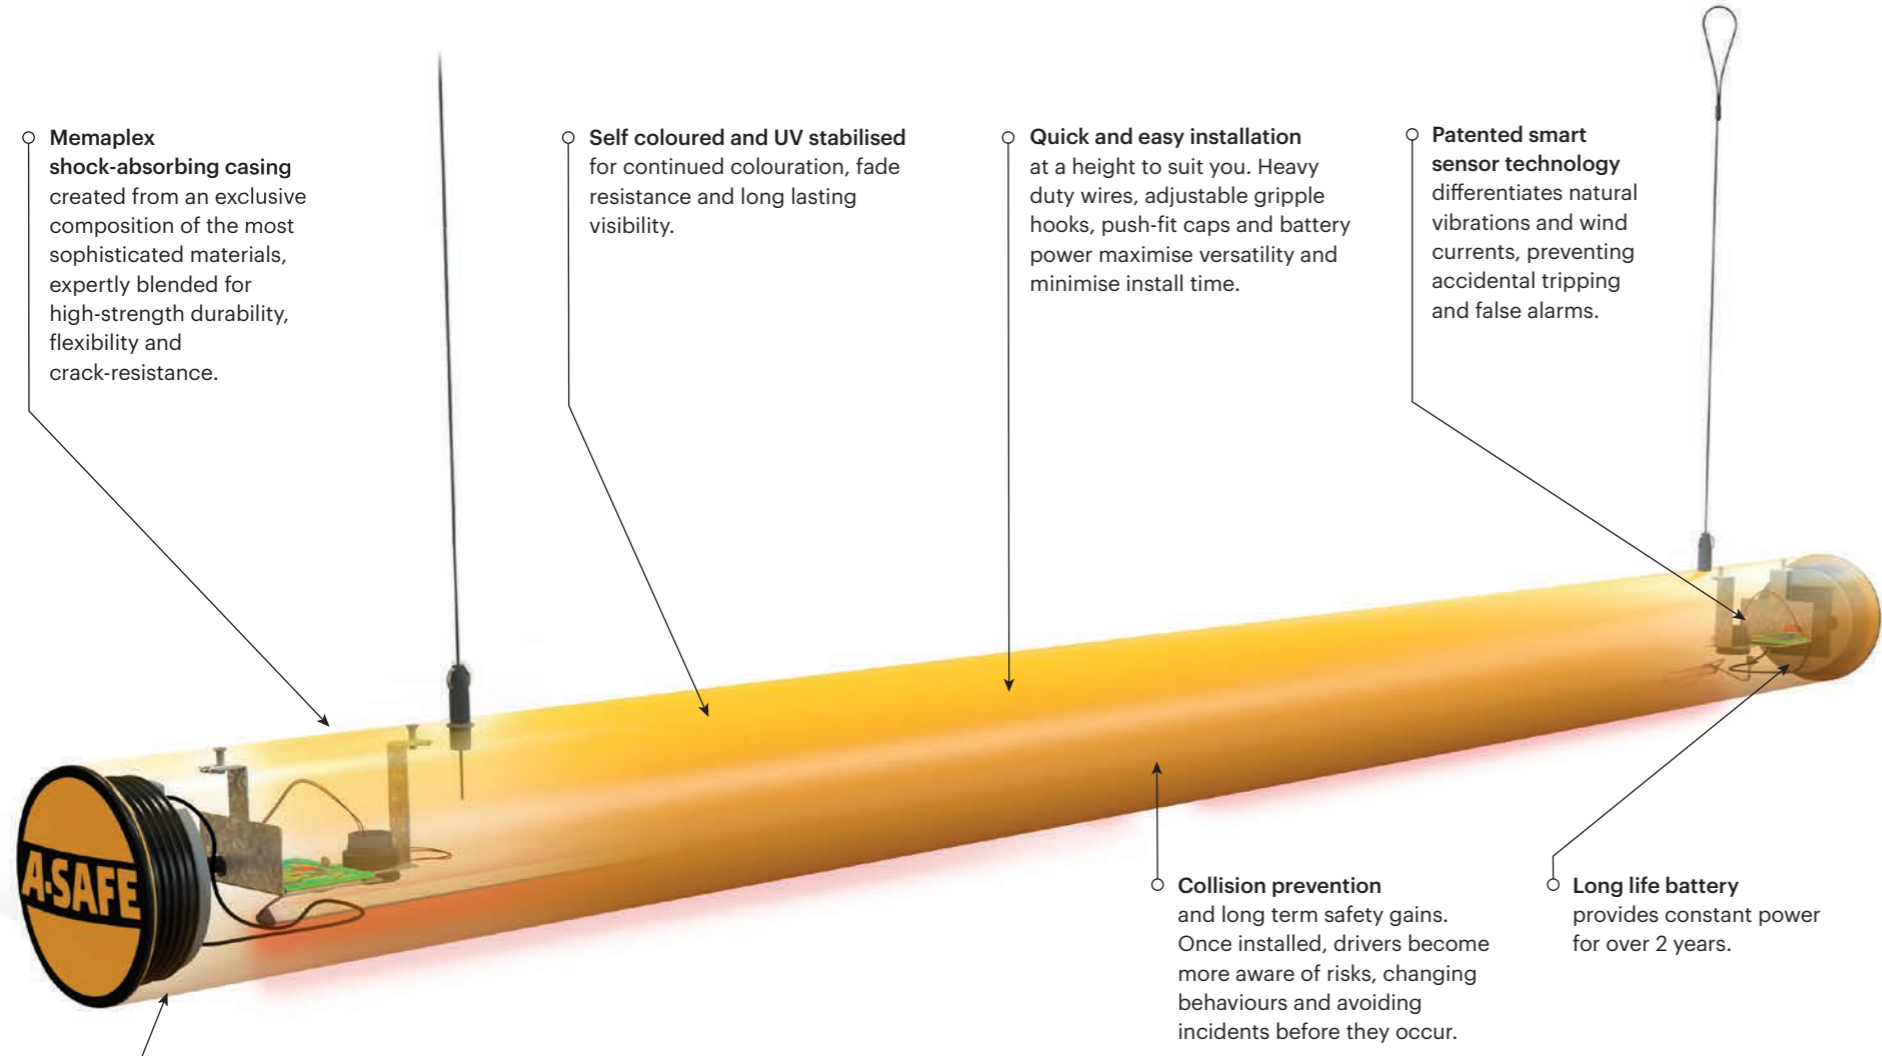 Memaplex
shock-absorbing casing
created from an exclusive
composition of the most
sophisticated materials,
expertly blended for
high-strength durability,
flexibility and
crack-resistance.
Self coloured and UV stabilised
for continued colouration, fade
resistance and long lasting
visibility.
Quick and easy installation
at a height to suit you. Heavy
duty wires, adjustable gripple
hooks, push-fit caps and battery
power maximise versatility and
minimise install time.
Patented smart
sensor technology
differentiates natural
vibrations and wind
currents, preventing
accidental tripping
and false alarms.
A-SAFE
Collision prevention
and long term safety gains.
Once installed, drivers become
more aware of risks, changing
behaviours and avoiding
incidents before they occur.
Long life battery
provides constant power
for over 2 years.